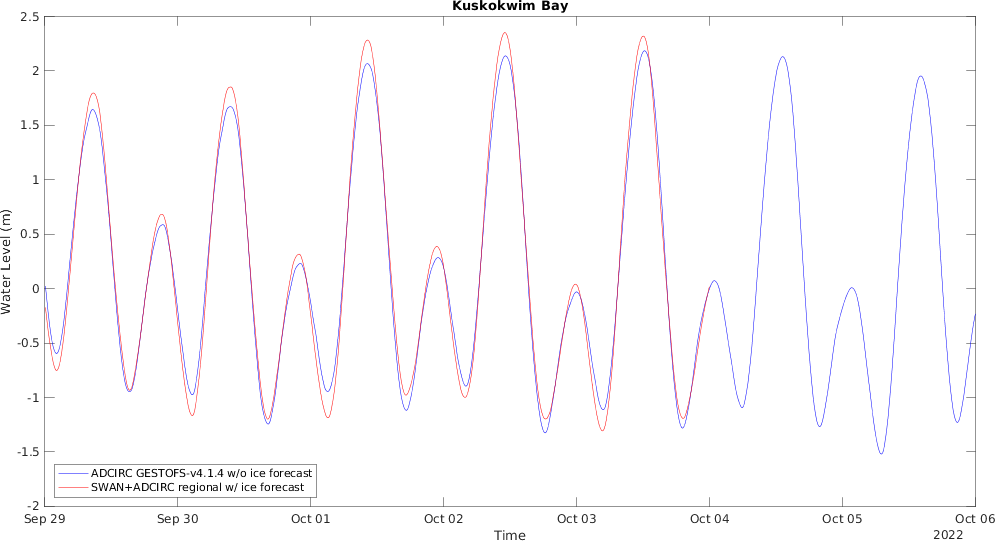 Kuskokwim Bay
2.5
2
1.5
1
0.5
0
-0.5
-1
-1.5
-2
Water Level (m)
ADCIRC GESTOFS-v4.1.4 w/o ice forecast
SWAN+ADCIRC regional w/ ice forecast
Sep 29 Sep 30 Oct 01 Oct 02 Oct 03 Oct 04 Oct 05 Oct 06
Time
2022